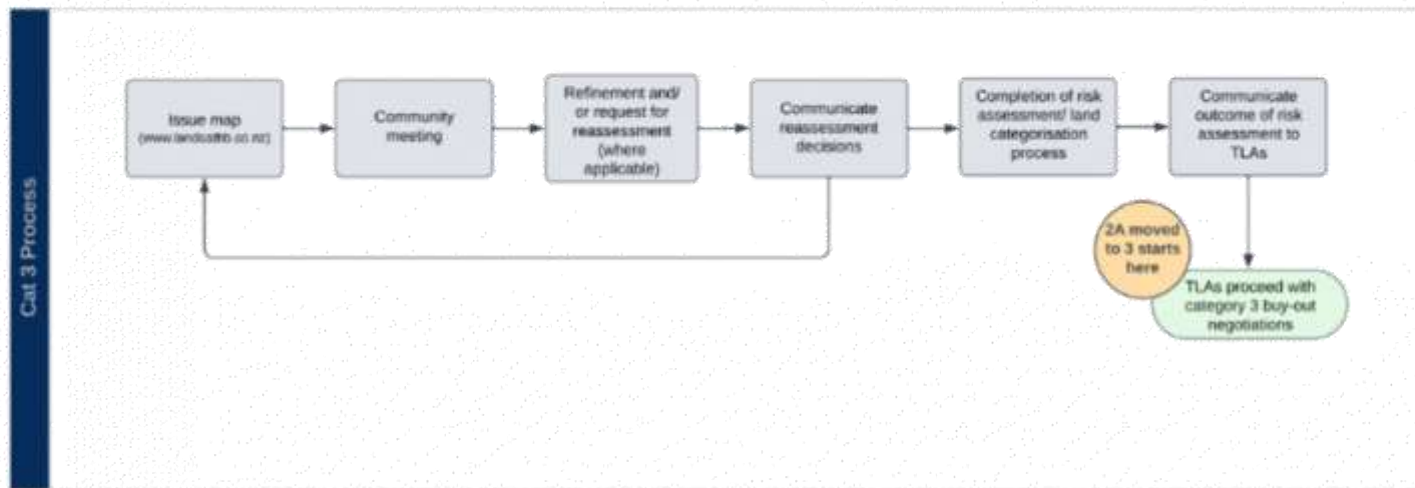 Cat 3 Process
Issue map
Community
meeting
Refinement and/
or request for
reassessment
(where
applicable)
Communicate
reassessment
decisions
Completion of risk
assessment/ land
categorisation
process
Communicate
outcome of risk
assessment to
TLAs
2A moved
to 3 starts
here
TLAs proceed with
category 3 buy-out
negotiations